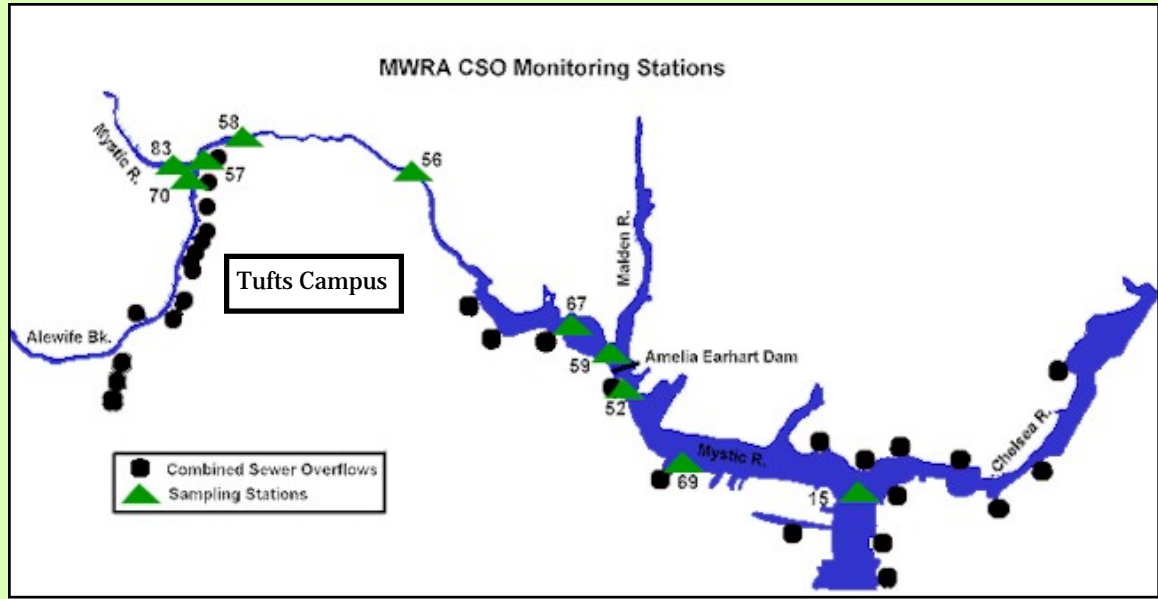 MWRA CSO Monitoring Stations
Mystic R.
58
83
57
70
56
Tufts Campus
Malden R.
67
Alewife Bk.
59
Amelia Earhart Dam
52
Mystic R.
Chelsea R.
Combined Sewer Overflows
Sampling Stations
69
15